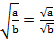 √(a/b) = √a/√b